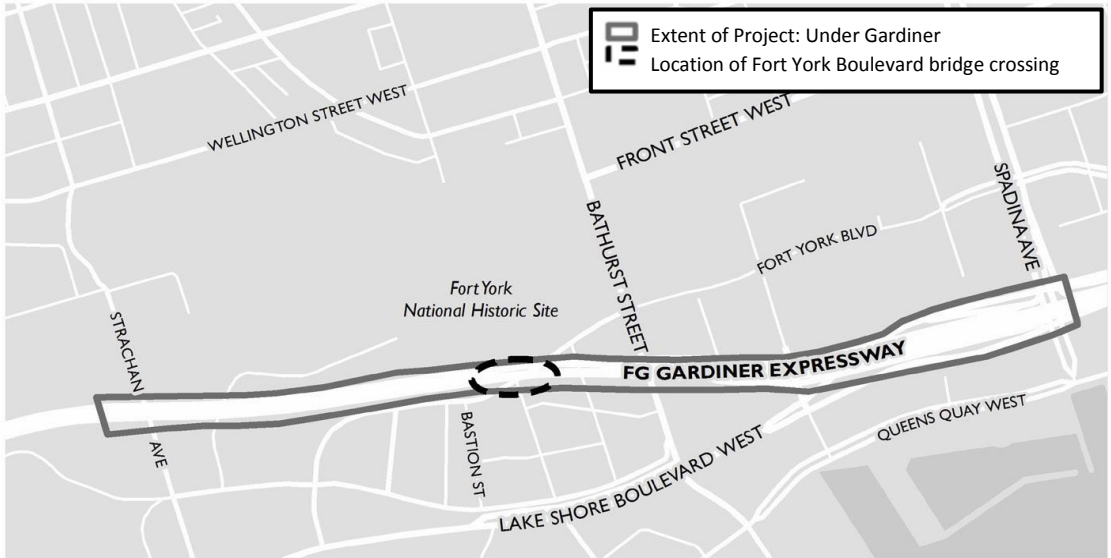 Extent of Project: Under Gardiner
Location of Fort York Boulevard bridge crossing
WELLINGTON STREET WEST
FRONT STREET WEST
SPADINA AVE
BATHURST STREET
FORT YORK BLVD
Fort York
National Historic Site
STRACHAN
AVE
FG GARDINER EXPRESSWAY
BASTION ST
QUEENS QUAY WEST
LAKE SHORE BOULEVARD WEST